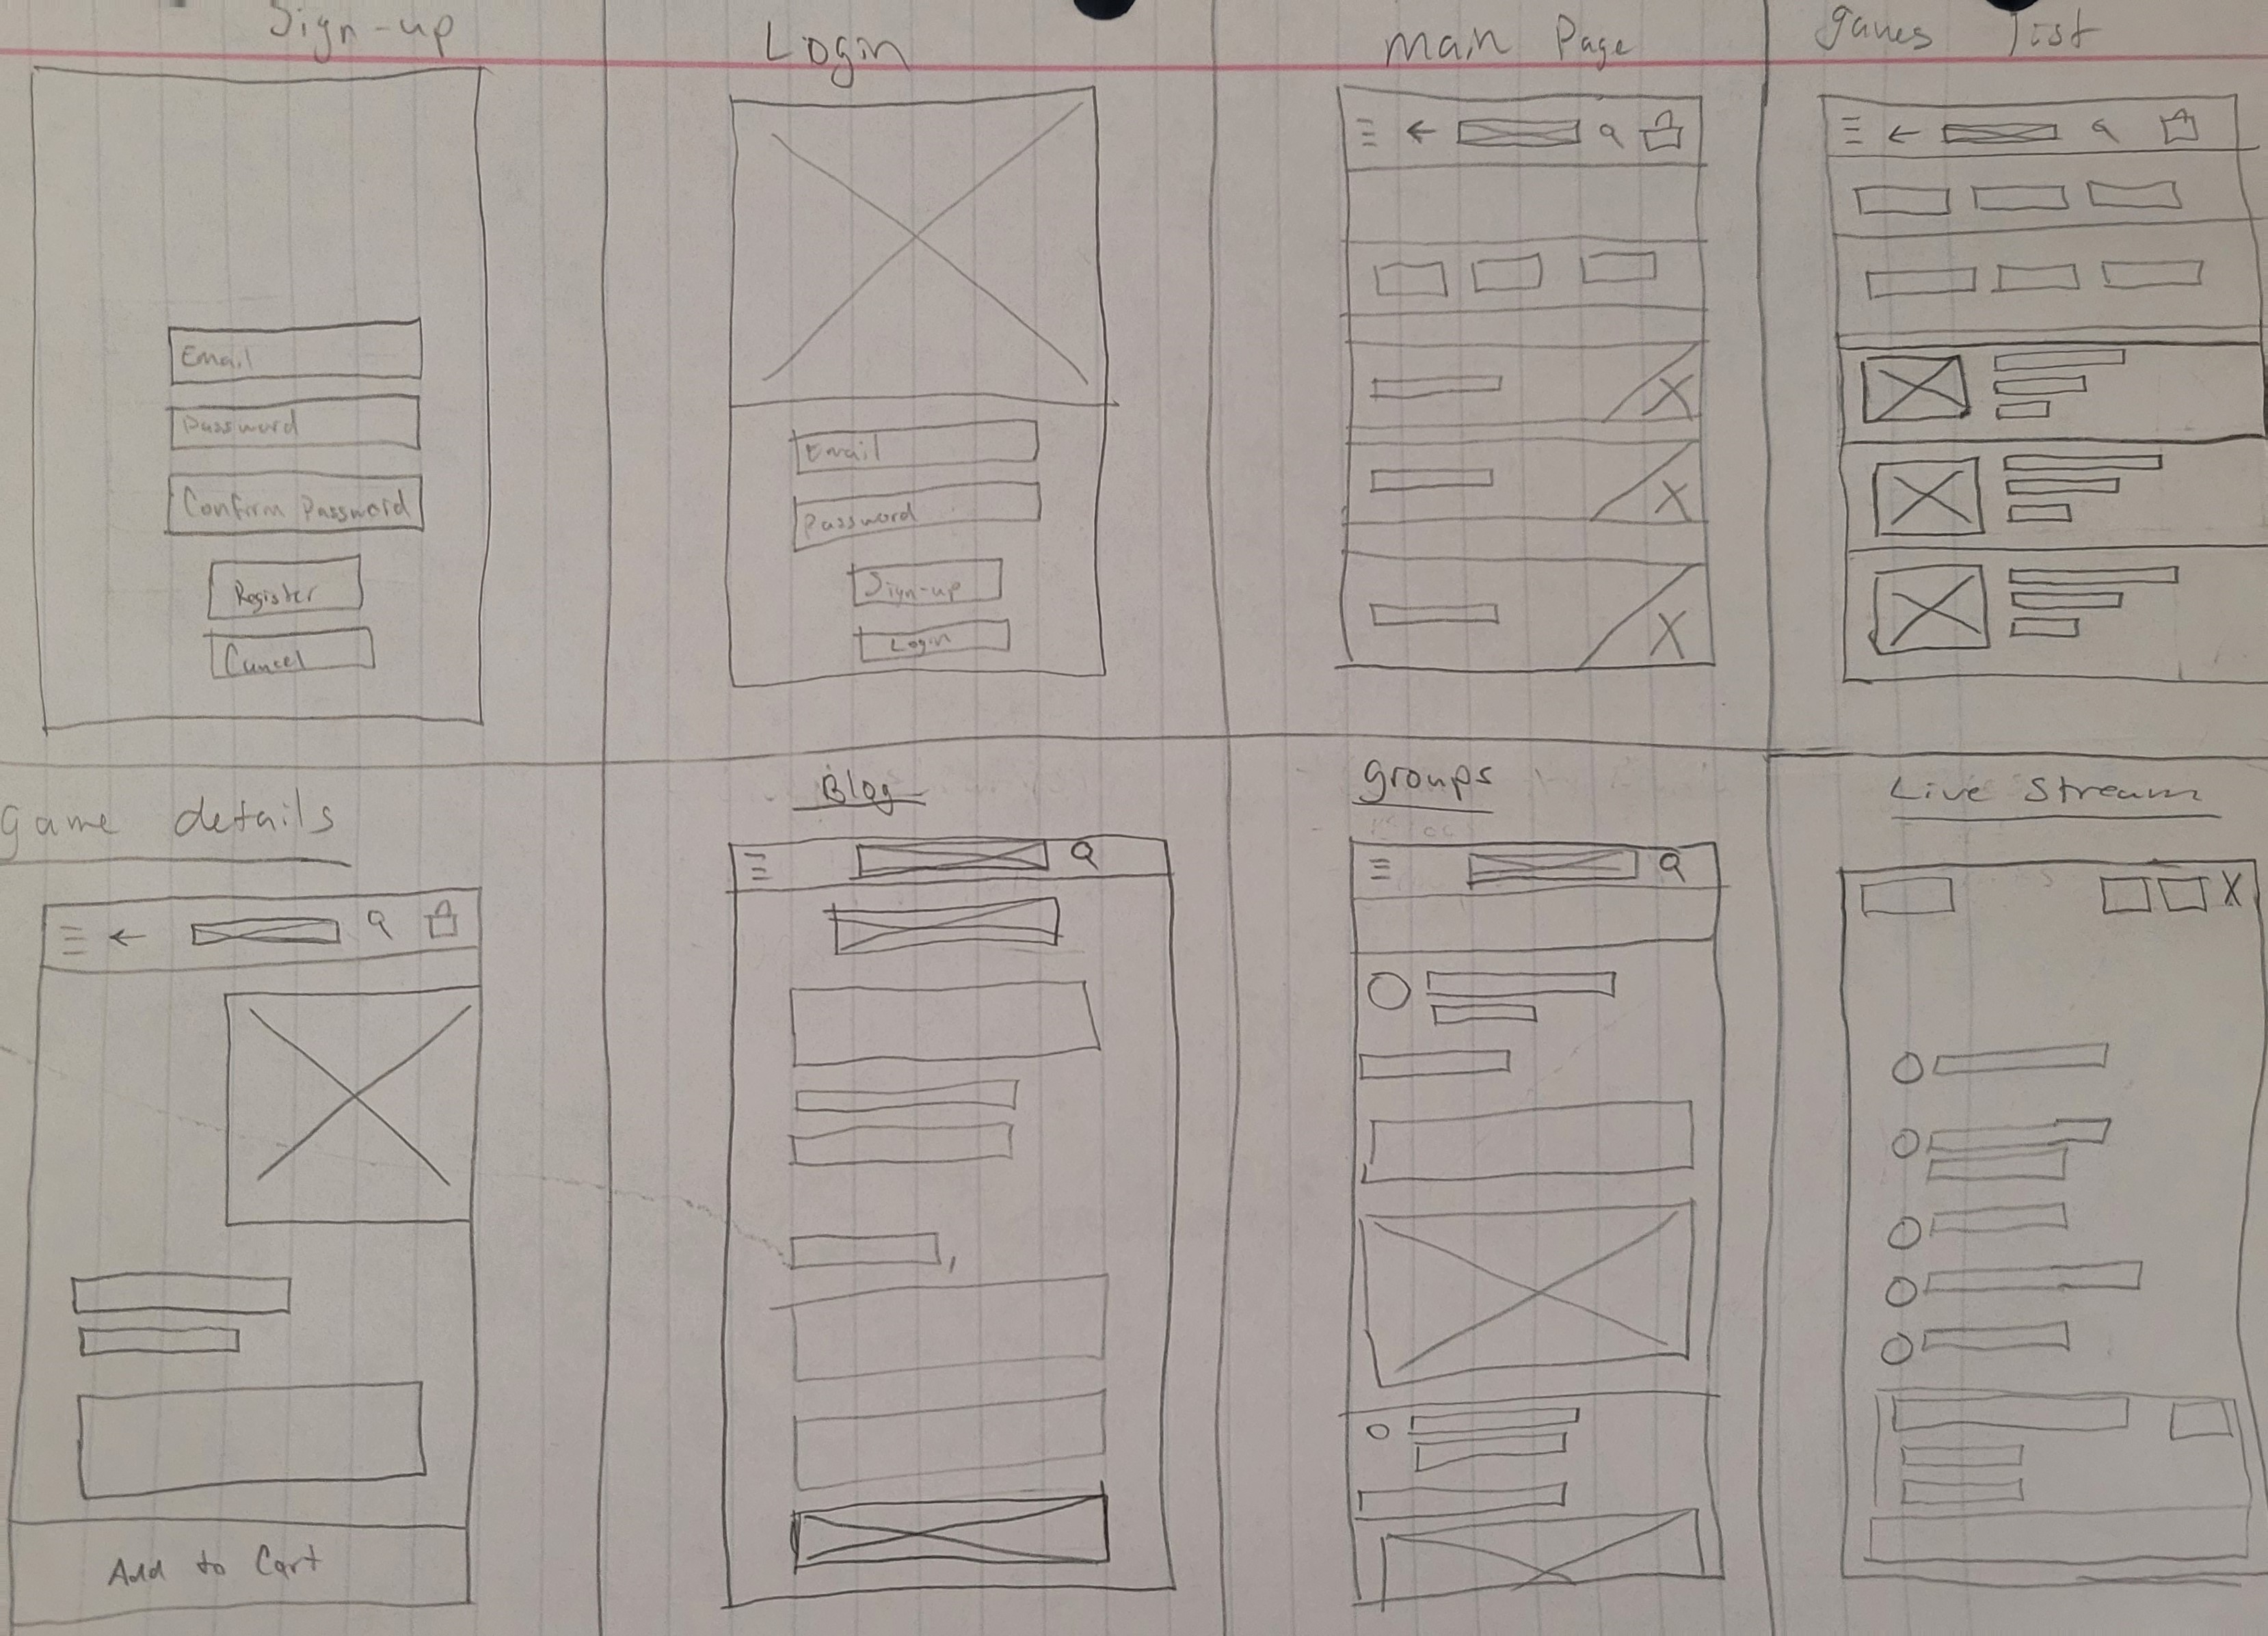 Sign-up
Email
Password
Confirm Password
Register
Cancel
Login
Email
Password
Sign-up
Login
main Page
X
X
X
games list
game details
Add to Cart
Blog
groups
Live Stream
X